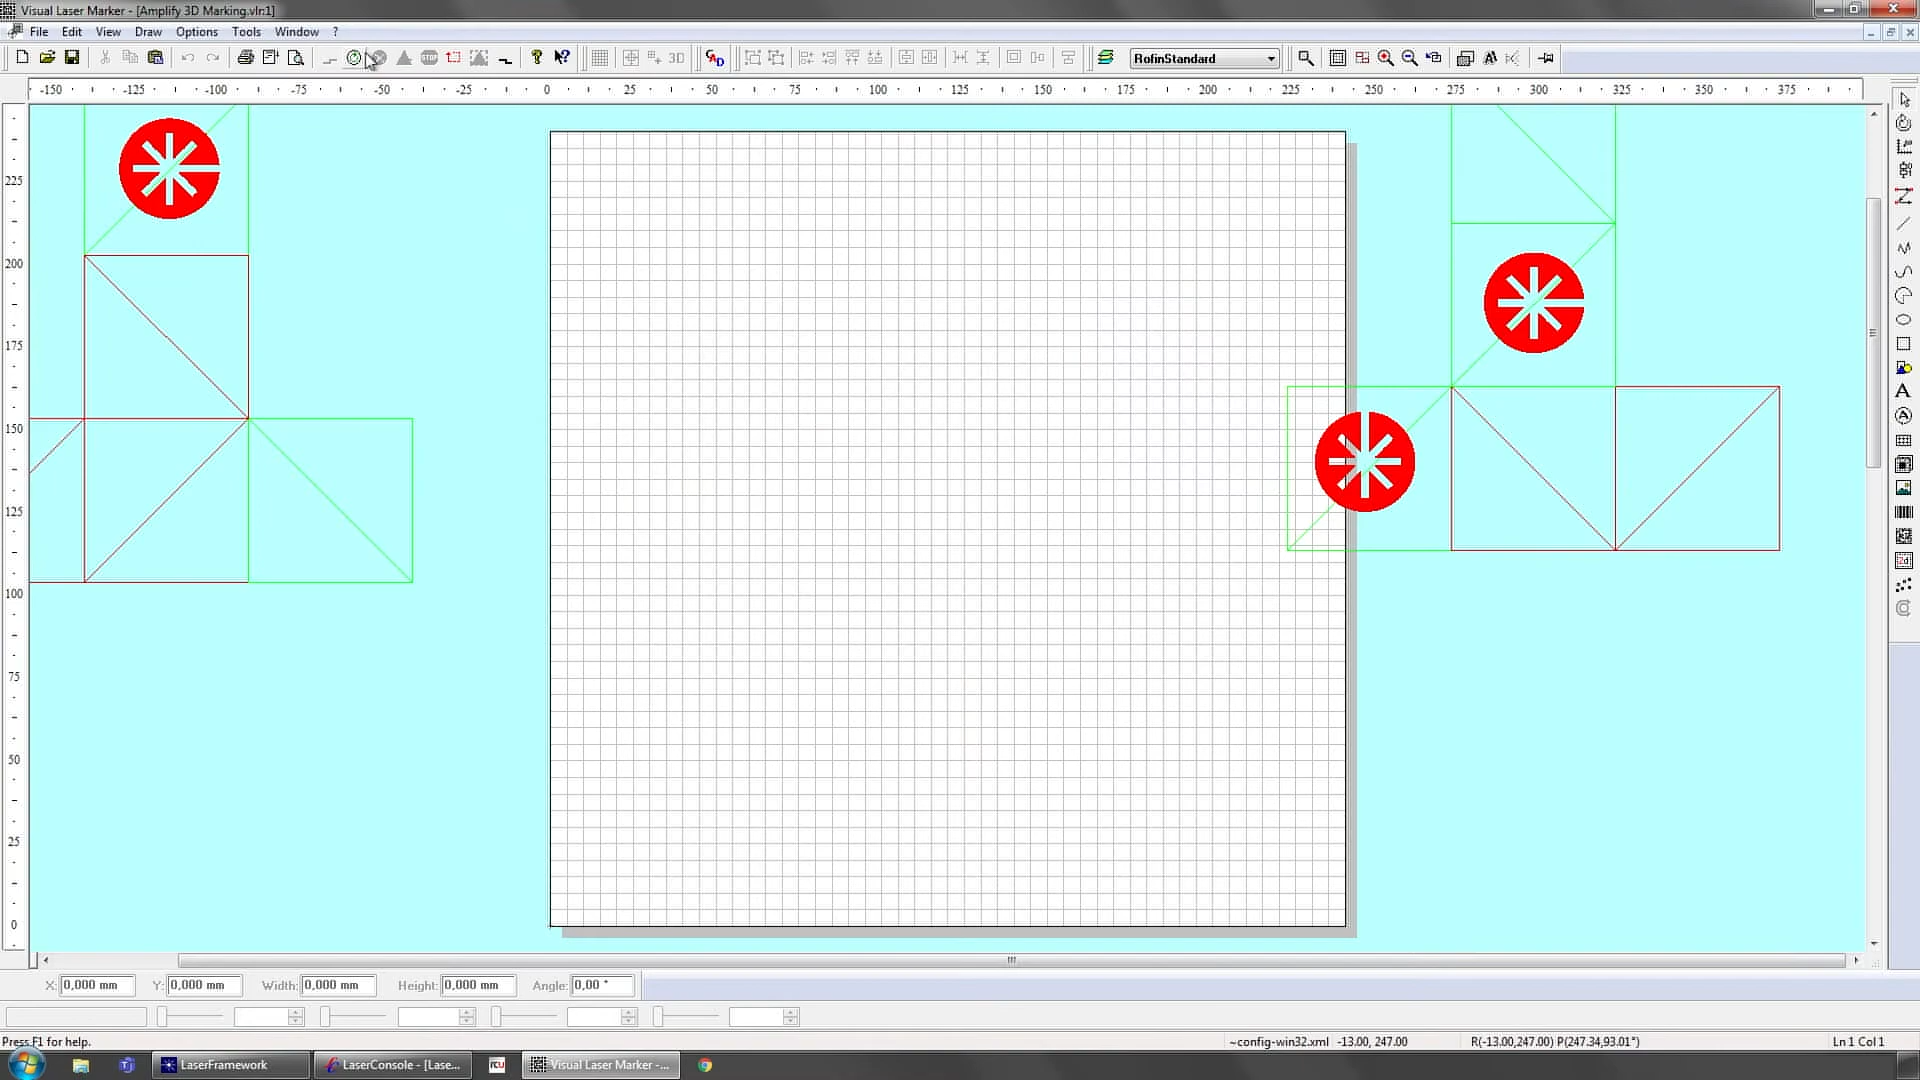 Visual Laser Marker - [Amplify 3D Marking.vlr:1]
File Edit View Draw Options Tools Window ?
STOP 3D CAD RofinStandard
-150 -125 -100 -75 -50 -25 0 25 50 75 100 125 150 175 200 225 250 275 300 325 350 375
225
200
175
150
125
100
75
50
25
0
X: 0,000 mm Y: 0,000 mm Width: 0,000 mm Height: 0,000 mm Angle: 0,00 °
Press F1 for help. ~config-win32.xml -13.00, 247.00 R(-13.00,247.00) P(247.34,93.01°) Ln 1 Col 1
LaserFramework LaserConsole - [Lase... rcu Visual Laser Marker -...